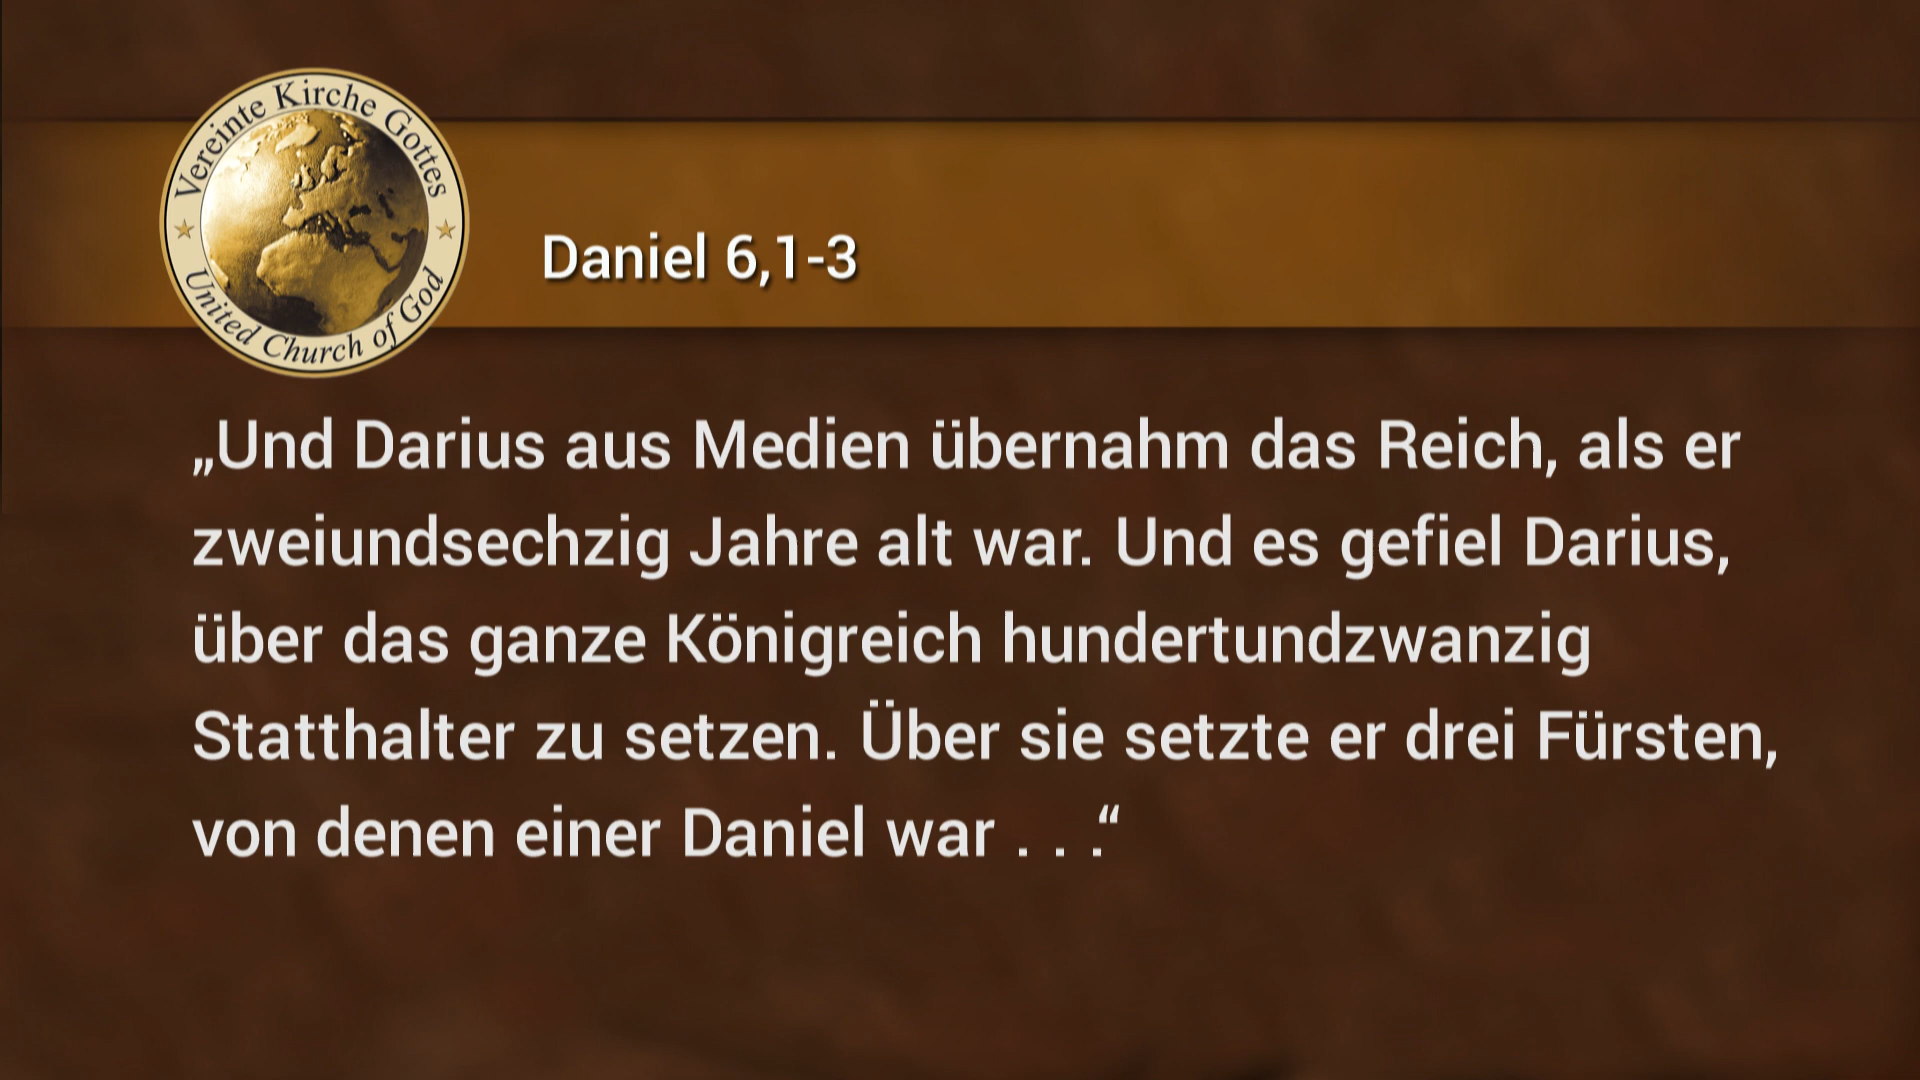 Vereinte Kirche Gottes
United Church of God
Daniel 6,1-3
„Und Darius aus Medien übernahm das Reich, als er
zweiundsechzig Jahre alt war. Und es gefiel Darius,
über das ganze Königreich hundertundzwanzig
Statthalter zu setzen. Über sie setzte er drei Fürsten,
von denen einer Daniel war . . .“